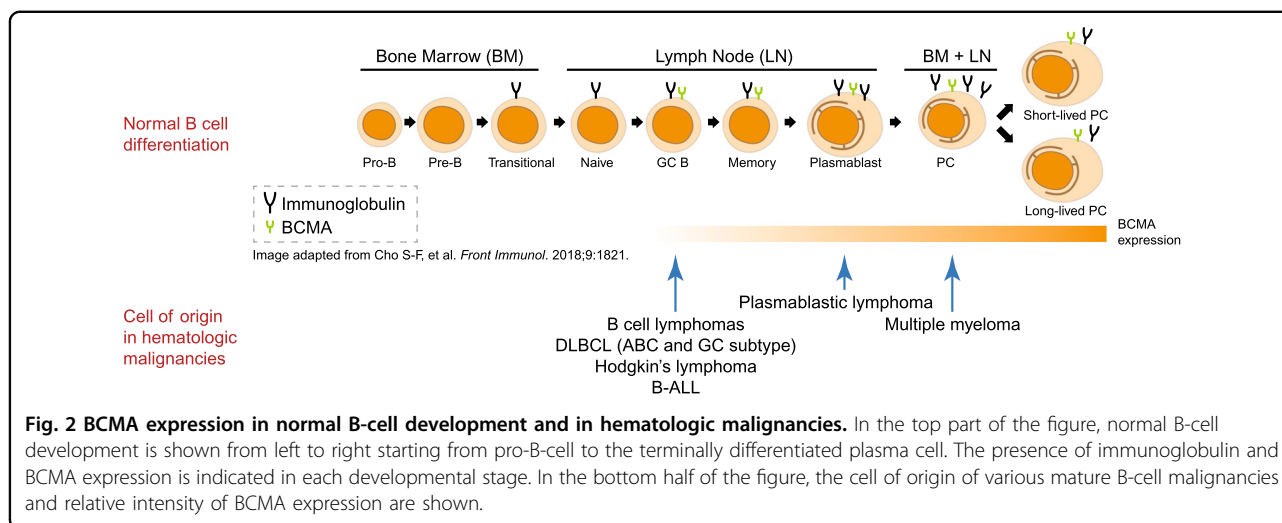 Bone Marrow (BM)
Lymph Node (LN)
BM + LN
Normal B cell
differentiation
Pro-B
Pre-B
Transitional
Naive
GC B
Memory
Plasmablast
PC
Short-lived PC
Long-lived PC
Immunoglobulin
BCMA
BCMA
expression
Image adapted from Cho S-F, et al. Front Immunol. 2018;9:1821.
Cell of origin
in hematologic
malignancies
B cell lymphomas
DLBCL (ABC and GC subtype)
Hodgkin's lymphoma
B-ALL
Plasmablastic lymphoma
Multiple myeloma
Fig. 2 BCMA expression in normal B-cell development and in hematologic malignancies. In the top part of the figure, normal B-cell
development is shown from left to right starting from pro-B-cell to the terminally differentiated plasma cell. The presence of immunoglobulin and
BCMA expression is indicated in each developmental stage. In the bottom half of the figure, the cell of origin of various mature B-cell malignancies
and relative intensity of BCMA expression are shown.